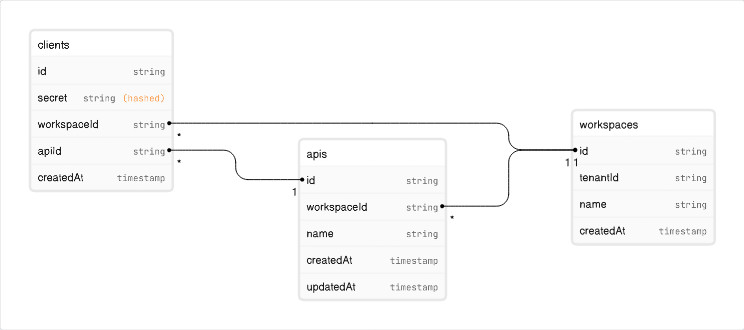 clients
id string
secret string (hashed)
workspaceId string
*
apiId string
*
createdAt timestamp
apis
id string
1
workspaceId string
*
name string
createdAt timestamp
updatedAt timestamp
workspaces
id string
1 1
tenantId string
name string
createdAt timestamp